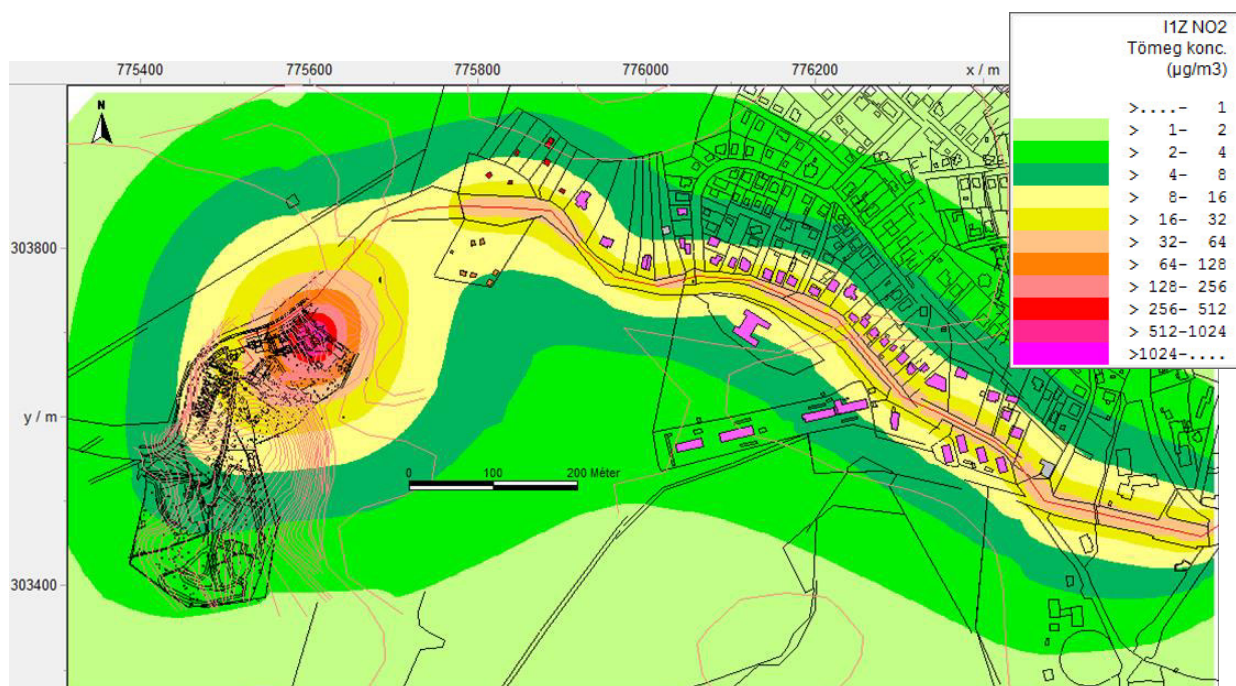 I1Z NO2
Tömeg konc.
(µg/m3)
775400 775600 775800 776000 776200 x / m
>....- 1
> 1- 2
> 2- 4
> 4- 8
> 8- 16
> 16- 32
> 32- 64
> 64- 128
> 128- 256
> 256- 512
> 512-1024
>1024-....
N
303800
y / m
0 100 200 Méter
303400